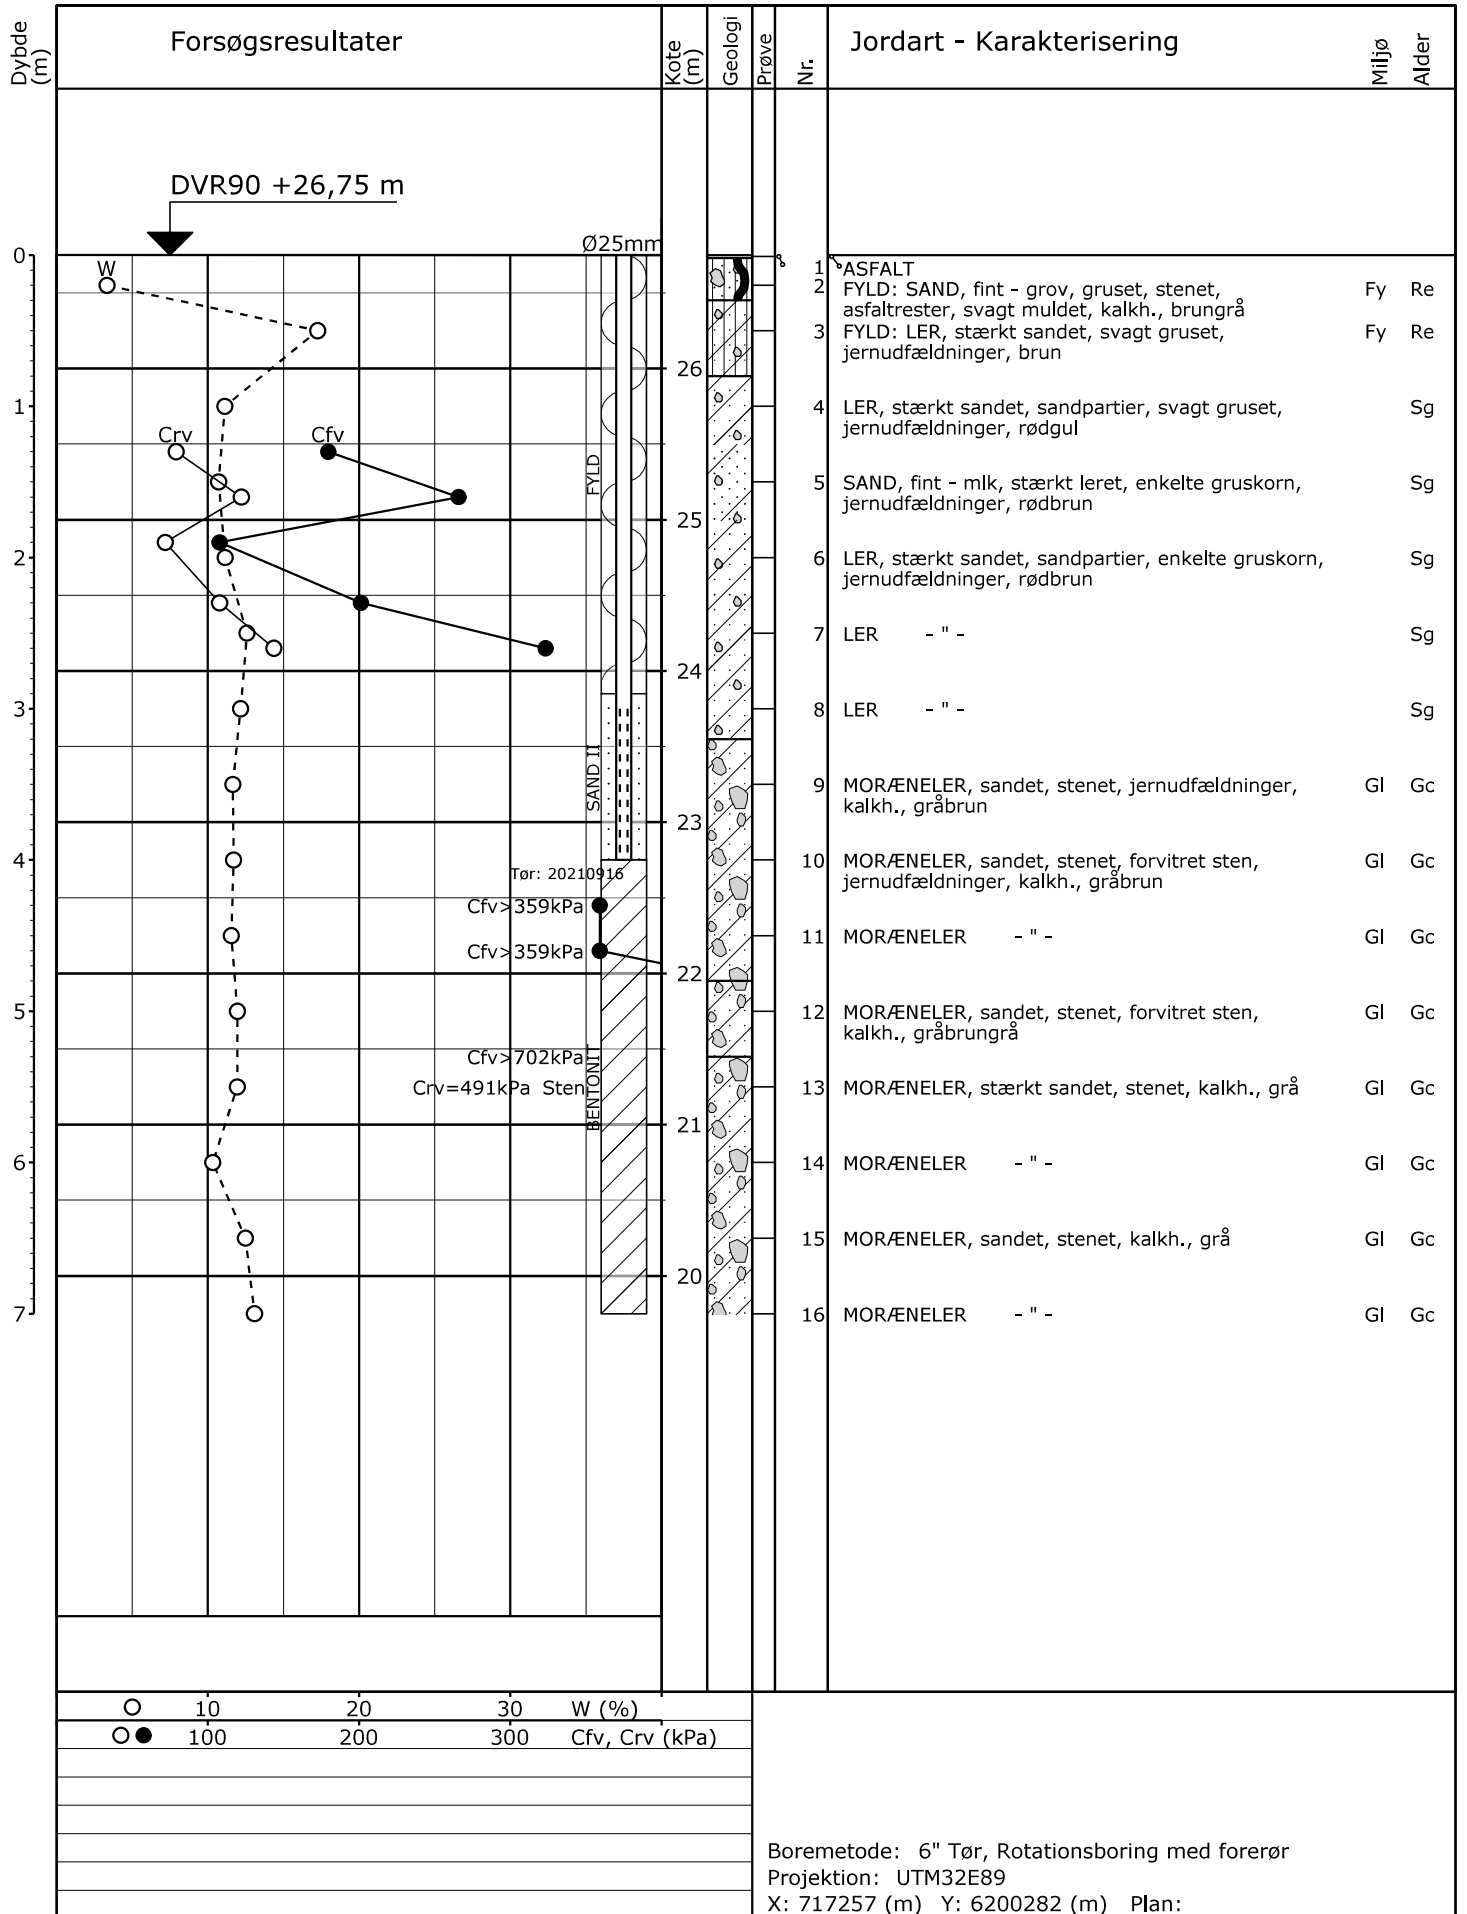 Dybde
(m)
Forsøgsresultater
Kote
(m)
Geologi
Prøve
Nr.
Jordart - Karakterisering
Miljø
Alder
DVR90 +26,75 m
Ø25mm
0
1
2
3
4
5
6
7
W
Crv
Cfv
FYLD
SAND II
Tør: 20210916
Cfv>359kPa
Cfv>359kPa
Cfv>702kPa
Crv=491kPa Sten
BENTONIT
26
25
24
23
22
21
20
1 ASFALT
2 FYLD: SAND, fint - grov, gruset, stenet, Fy Re
asfaltrester, svagt muldet, kalkh., brungrå
3 FYLD: LER, stærkt sandet, svagt gruset, Fy Re
jernudfældninger, brun
4 LER, stærkt sandet, sandpartier, svagt gruset, Sg
jernudfældninger, rødgul
5 SAND, fint - mlk, stærkt leret, enkelte gruskorn, Sg
jernudfældninger, rødbrun
6 LER, stærkt sandet, sandpartier, enkelte gruskorn, Sg
jernudfældninger, rødbrun
7 LER - " - Sg
8 LER - " - Sg
9 MORÆNELER, sandet, stenet, jernudfældninger, Gl Gc
kalkh., gråbrun
10 MORÆNELER, sandet, stenet, forvitret sten, Gl Gc
jernudfældninger, kalkh., gråbrun
11 MORÆNELER - " - Gl Gc
12 MORÆNELER, sandet, stenet, forvitret sten, Gl Gc
kalkh., gråbrungrå
13 MORÆNELER, stærkt sandet, stenet, kalkh., grå Gl Gc
14 MORÆNELER - " - Gl Gc
15 MORÆNELER, sandet, stenet, kalkh., grå Gl Gc
16 MORÆNELER - " - Gl Gc
10 20 30 W (%)
100 200 300 Cfv, Crv (kPa)
Boremetode: 6" Tør, Rotationsboring med forerør
Projektion: UTM32E89
X: 717257 (m) Y: 6200282 (m) Plan: